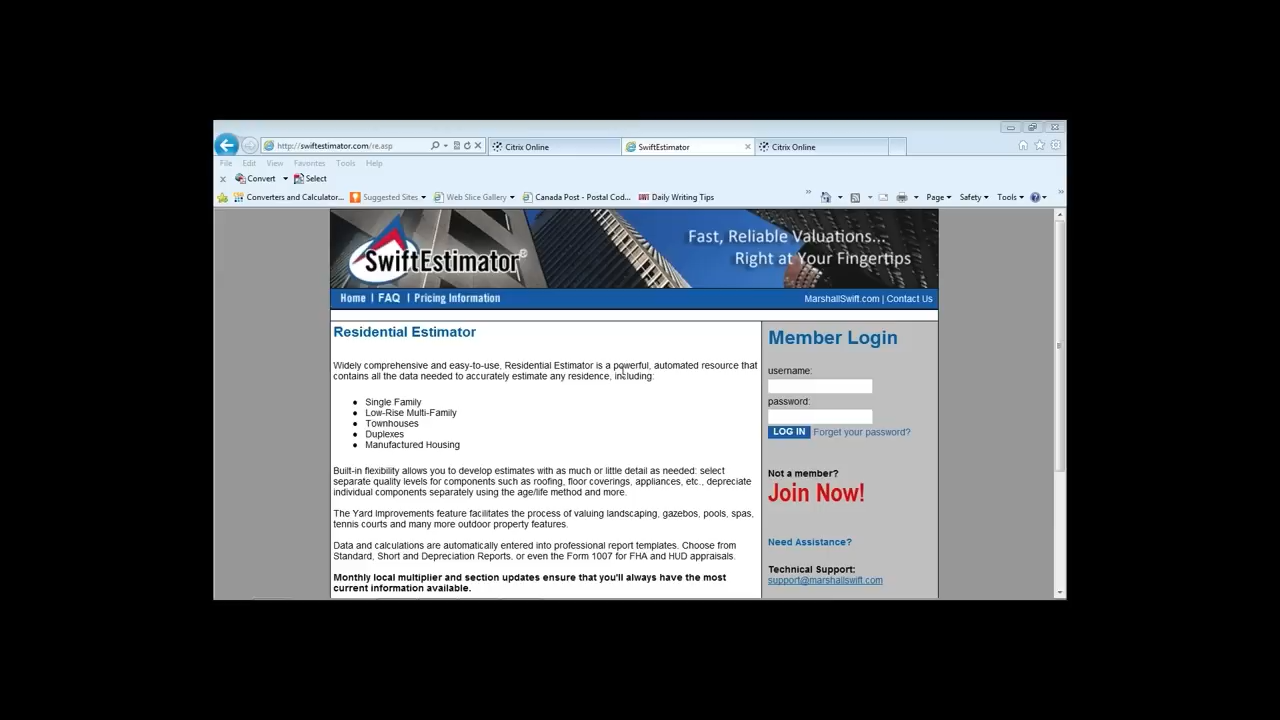 http://swiftestimator.com/re.asp
Citrix Online
SwiftEstimator
Citrix Online
File Edit View Favorites Tools Help
Convert Select
Converters and Calculator... Suggested Sites Web Slice Gallery Canada Post - Postal Cod... Daily Writing Tips
Page Safety Tools
SwiftEstimator®
Fast, Reliable Valuations...
Right at Your Fingertips
Home | FAQ | Pricing Information
MarshallSwift.com | Contact Us
Residential Estimator
Widely comprehensive and easy-to-use, Residential Estimator is a powerful, automated resource that
contains all the data needed to accurately estimate any residence, including:
Single Family
Low-Rise Multi-Family
Townhouses
Duplexes
Manufactured Housing
Built-in flexibility allows you to develop estimates with as much or little detail as needed: select
separate quality levels for components such as roofing, floor coverings, appliances, etc., depreciate
individual components separately using the age/life method and more.
The Yard Improvements feature facilitates the process of valuing landscaping, gazebos, pools, spas,
tennis courts and many more outdoor property features.
Data and calculations are automatically entered into professional report templates. Choose from
Standard, Short and Depreciation Reports, or even the Form 1007 for FHA and HUD appraisals.
Monthly local multiplier and section updates ensure that you'll always have the most
current information available.
Member Login
username:
password:
LOG IN Forget your password?
Not a member?
Join Now!
Need Assistance?
Technical Support:
support@marshallswift.com